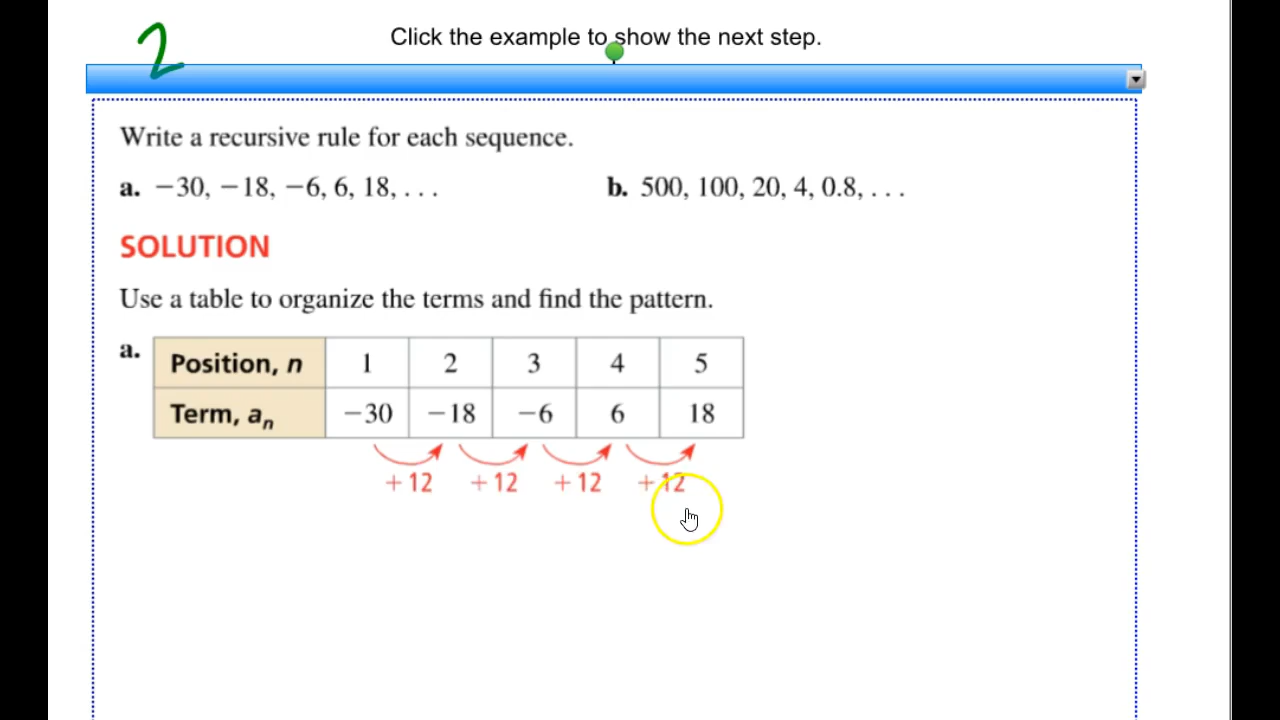 2
Click the example to show the next step.
Write a recursive rule for each sequence.
a. −30, −18, −6, 6, 18, . . .
b. 500, 100, 20, 4, 0.8, . . .
SOLUTION
Use a table to organize the terms and find the pattern.
a.
Position, n 1 2 3 4 5
Term, aₙ −30 −18 −6 6 18
+12 +12 +12 +12